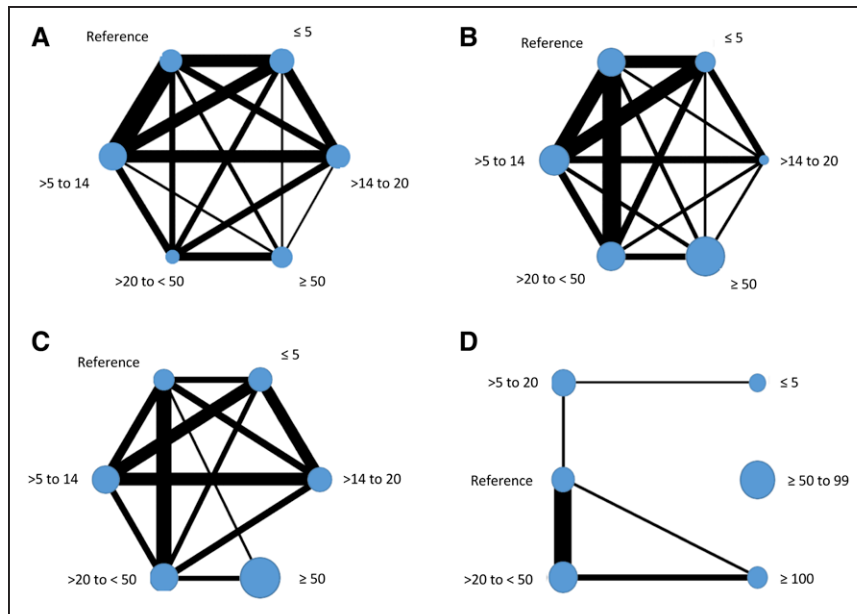 A
Reference
≤ 5
>5 to 14
>14 to 20
>20 to < 50
≥ 50
B
Reference
≤ 5
>5 to 14
>14 to 20
>20 to < 50
≥ 50
C
Reference
≤ 5
>5 to 14
>14 to 20
>20 to < 50
≥ 50
D
>5 to 20
≤ 5
Reference
≥ 50 to 99
>20 to < 50
≥ 100